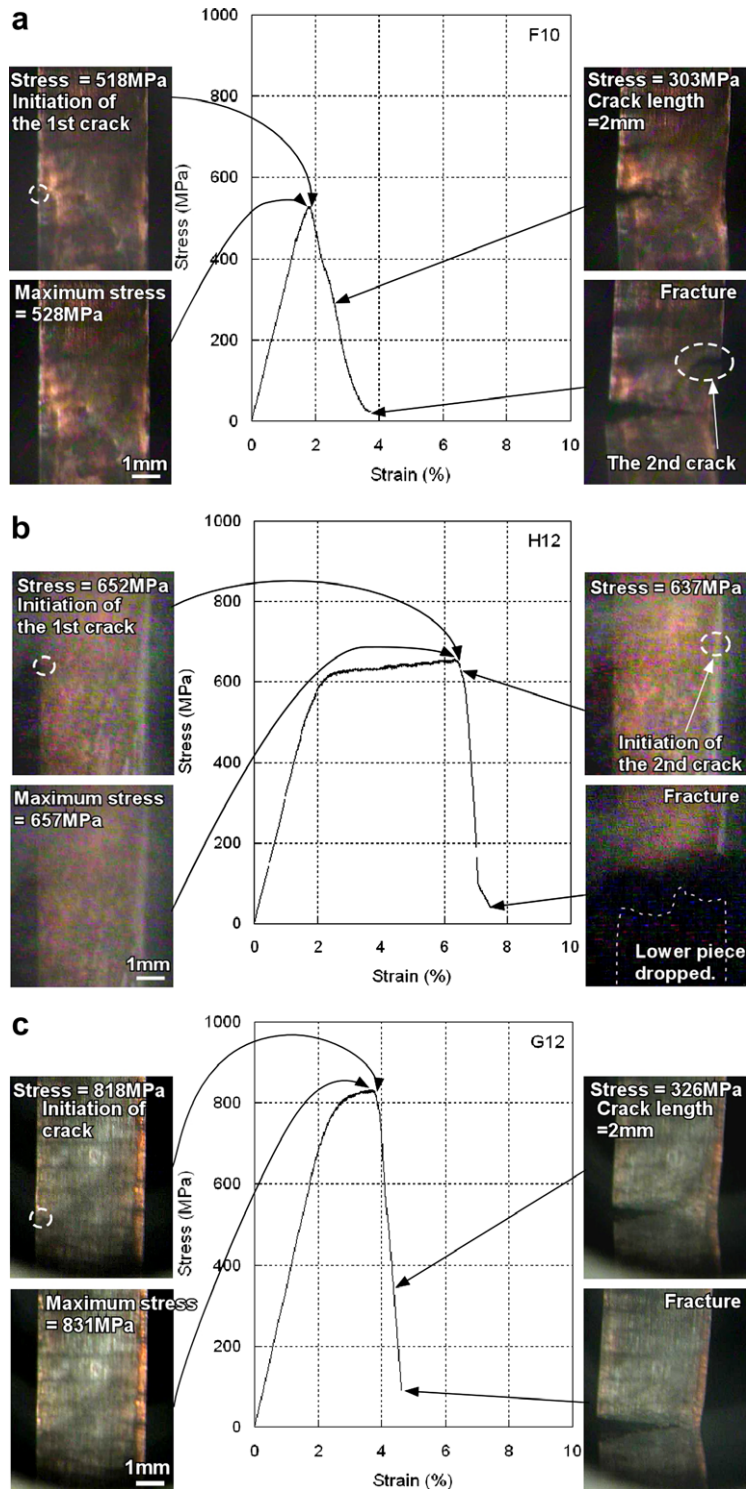 a
Stress = 518MPa
Initiation of
the 1st crack
Maximum stress
= 528MPa
1mm
F10
1000
800
600
400
200
0
Stress (MPa)
0 2 4 6 8 10
Strain (%)
Stress = 303MPa
Crack length
=2mm
Fracture
The 2nd crack
b
Stress = 652MPa
Initiation of
the 1st crack
Maximum stress
= 657MPa
1mm
H12
1000
800
600
400
200
0
Stress (MPa)
0 2 4 6 8 10
Strain (%)
Stress = 637MPa
Initiation of
the 2nd crack
Fracture
Lower piece
dropped.
c
Stress = 818MPa
Initiation of
crack
Maximum stress
= 831MPa
1mm
G12
1000
800
600
400
200
0
Stress (MPa)
0 2 4 6 8 10
Strain (%)
Stress = 326MPa
Crack length
=2mm
Fracture